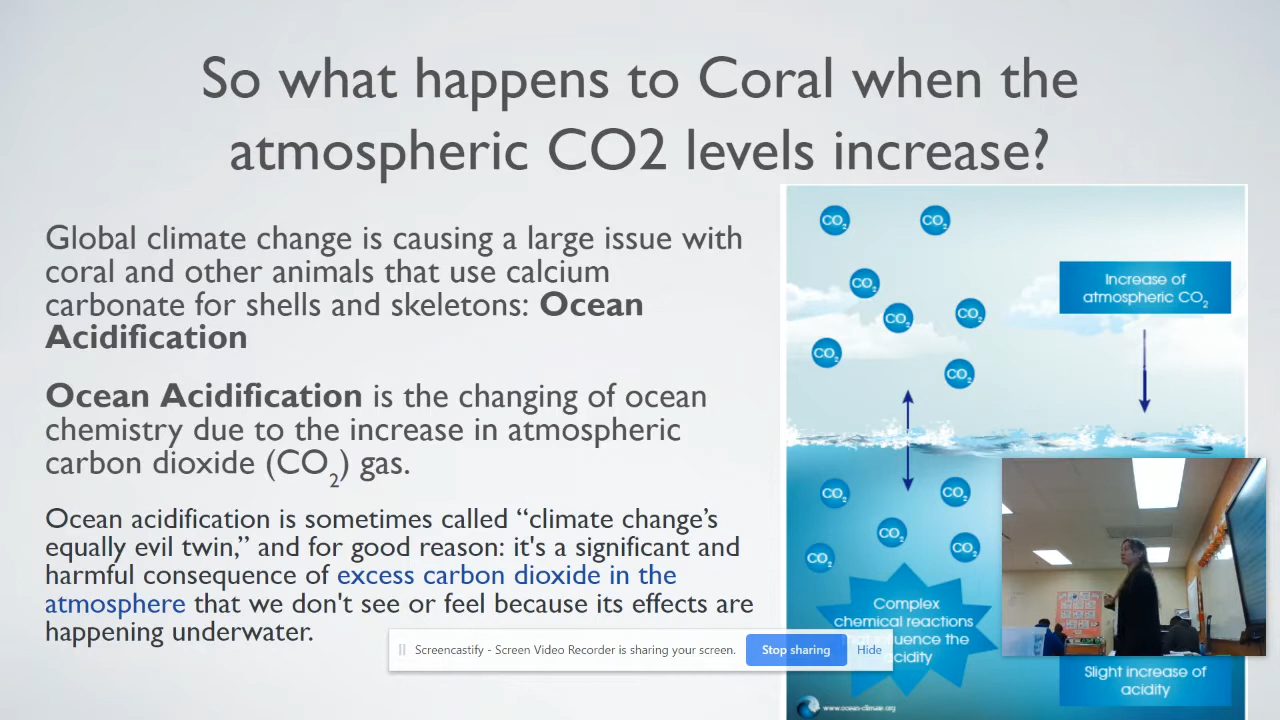 So what happens to Coral when the
atmospheric CO2 levels increase?
Global climate change is causing a large issue with
coral and other animals that use calcium
carbonate for shells and skeletons: Ocean
Acidification
Ocean Acidification is the changing of ocean
chemistry due to the increase in atmospheric
carbon dioxide (CO₂) gas.
Ocean acidification is sometimes called “climate change’s
equally evil twin,” and for good reason: it's a significant and
harmful consequence of excess carbon dioxide in the
atmosphere that we don't see or feel because its effects are
happening underwater.
CO₂
CO₂
CO₂
CO₂
CO₂
CO₂
CO₂
Increase of
atmospheric CO₂
CO₂
CO₂
CO₂
CO₂
CO₂
Complex
chemical reactions
that influence the
acidity
Slight increase of
acidity
www.ocean-climate.org
Screencastify - Screen Video Recorder is sharing your screen.
Stop sharing
Hide